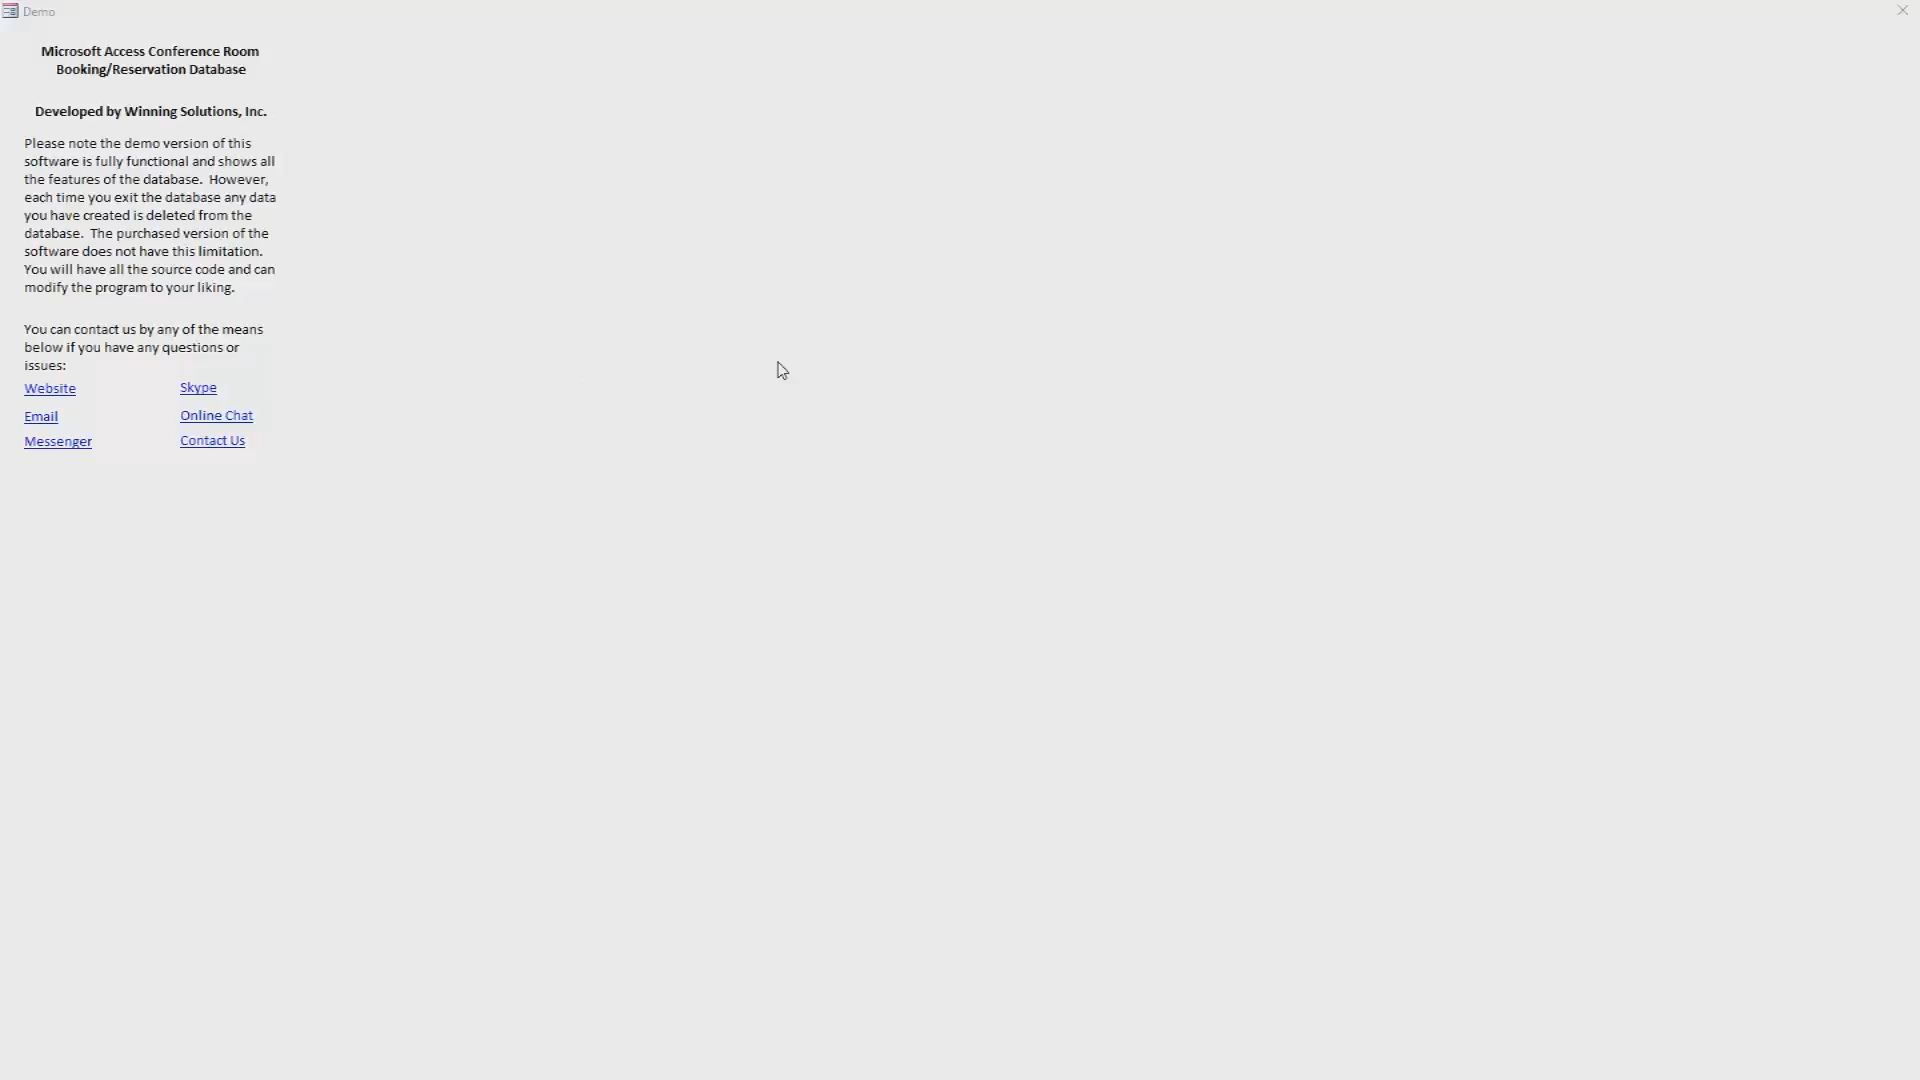 Demo
Microsoft Access Conference Room
Booking/Reservation Database
Developed by Winning Solutions, Inc.
Please note the demo version of this
software is fully functional and shows all
the features of the database.  However,
each time you exit the database any data
you have created is deleted from the
database.  The purchased version of the
software does not have this limitation.
You will have all the source code and can
modify the program to your liking.
You can contact us by any of the means
below if you have any questions or
issues:
Website Skype
Email Online Chat
Messenger Contact Us